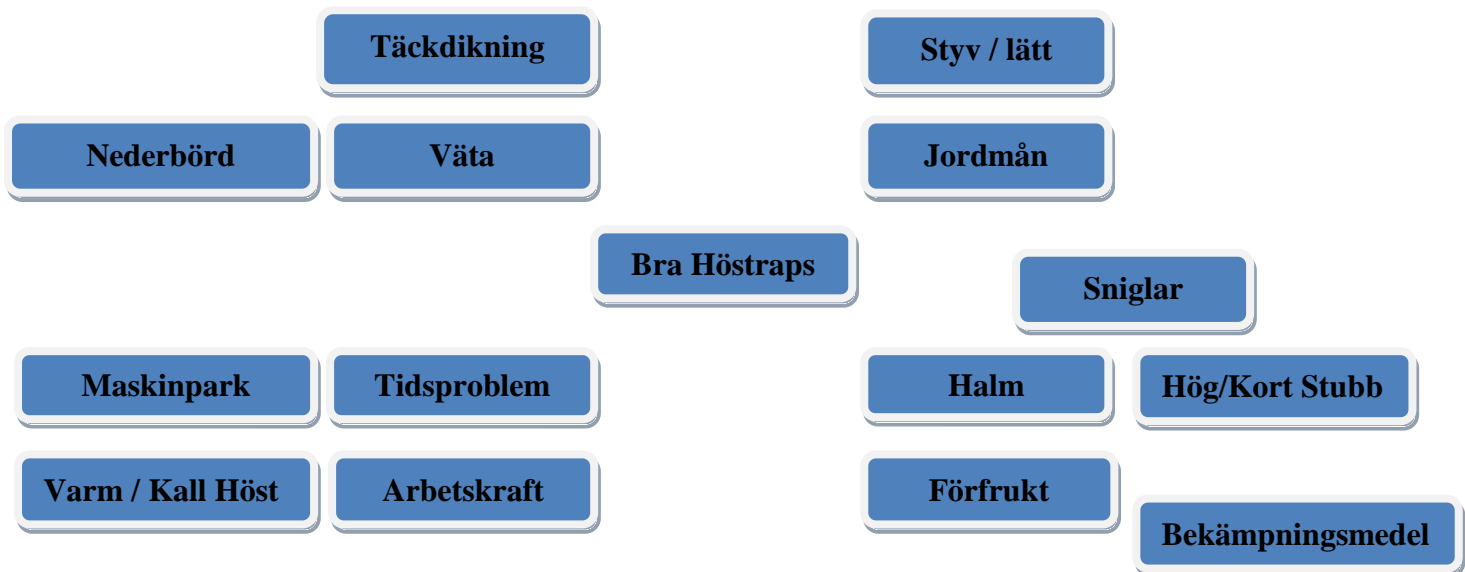 Täckdikning
Styv / lätt
Nederbörd
Väta
Jordmån
Bra Höstraps
Sniglar
Maskinpark
Tidsproblem
Halm
Hög/Kort Stubb
Varm / Kall Höst
Arbetskraft
Förfrukt
Bekämpningsmedel